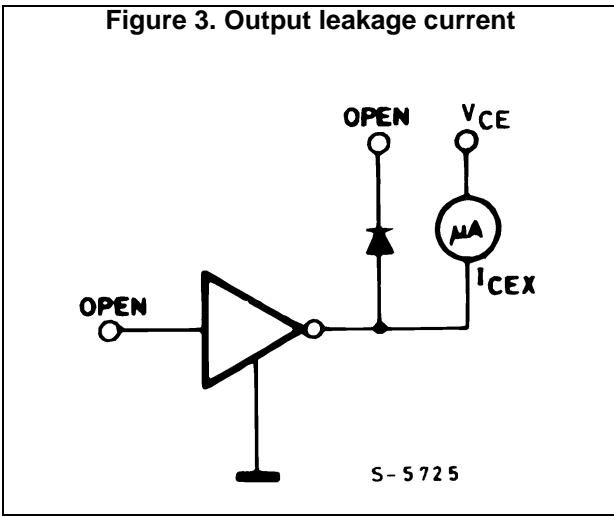 Figure 3. Output leakage current
OPEN
VCE
μA
ICEX
OPEN
S-5725